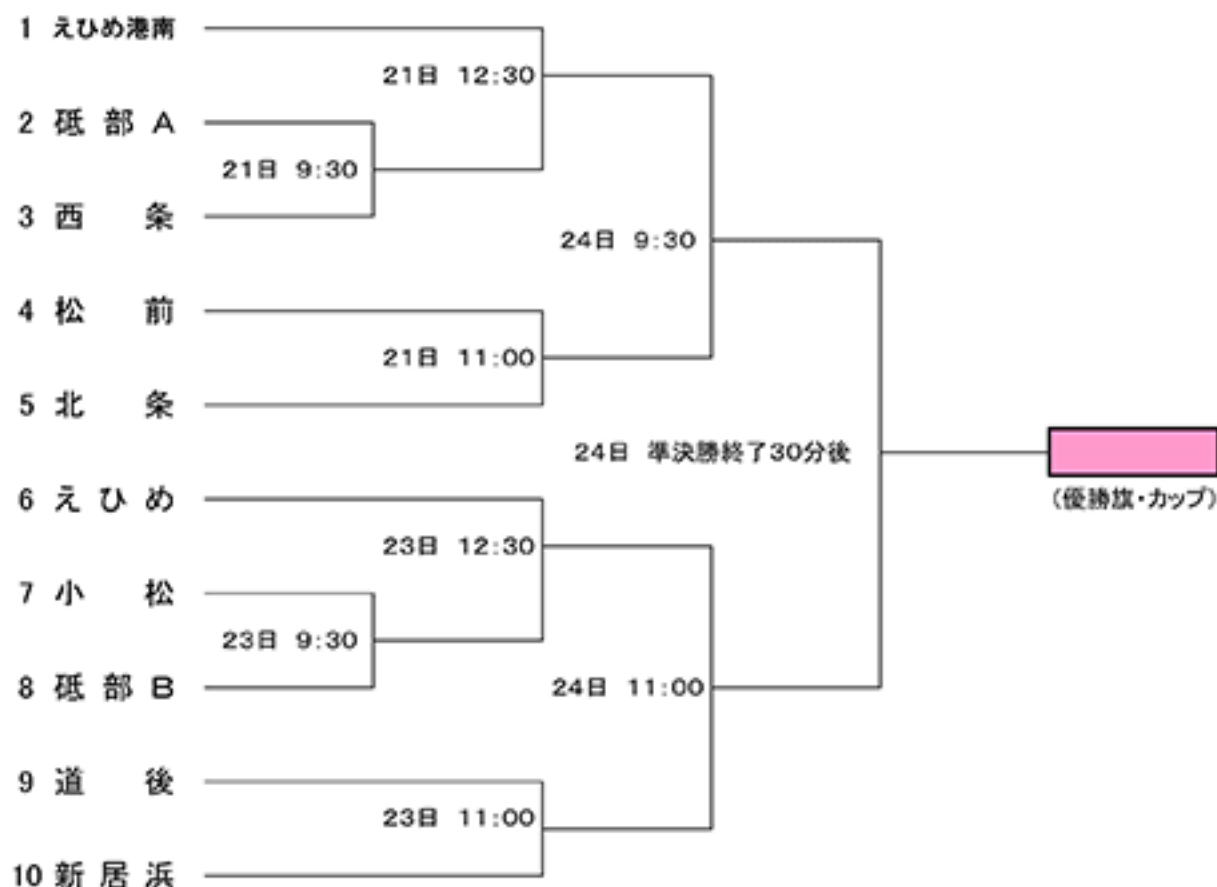 1 えひめ港南
21日 12:30
2 砥部A
21日 9:30
3 西条
24日 9:30
4 松前
21日 11:00
5 北条
24日 準決勝終了30分後
(優勝旗・カップ)
6 えひめ
23日 12:30
7 小松
23日 9:30
8 砥部B
24日 11:00
9 道後
23日 11:00
10 新居浜